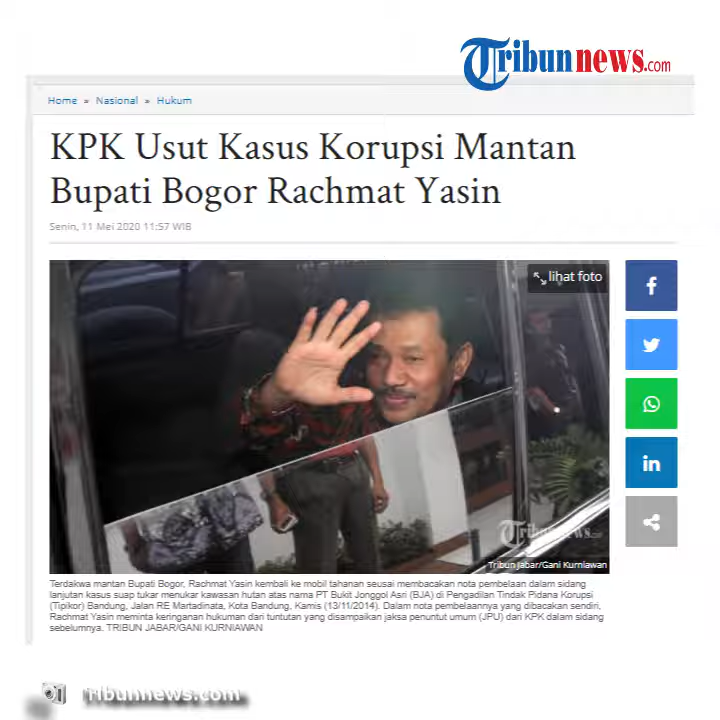 Tribunnews.com
Home » Nasional » Hukum
KPK Usut Kasus Korupsi Mantan
Bupati Bogor Rachmat Yasin
Senin, 11 Mei 2020 11:57 WIB
lihat foto
Tribunnews.com
Tribun Jabar/Gani Kurniawan
Terdakwa mantan Bupati Bogor, Rachmat Yasin kembali ke mobil tahanan seusai membacakan nota pembelaan dalam sidang
lanjutan kasus suap tukar menukar kawasan hutan atas nama PT Bukit Jonggol Asri (BJA) di Pengadilan Tindak Pidana Korupsi
(Tipikor) Bandung, Jalan RE Martadinata, Kota Bandung, Kamis (13/11/2014). Dalam nota pembelaannya yang dibacakan sendiri,
Rachmat Yasin meminta keringanan hukuman dari tuntutan yang disampaikan jaksa penuntut umum (JPU) dari KPK dalam sidang
sebelumnya. TRIBUN JABAR/GANI KURNIAWAN
Tribunnews.com